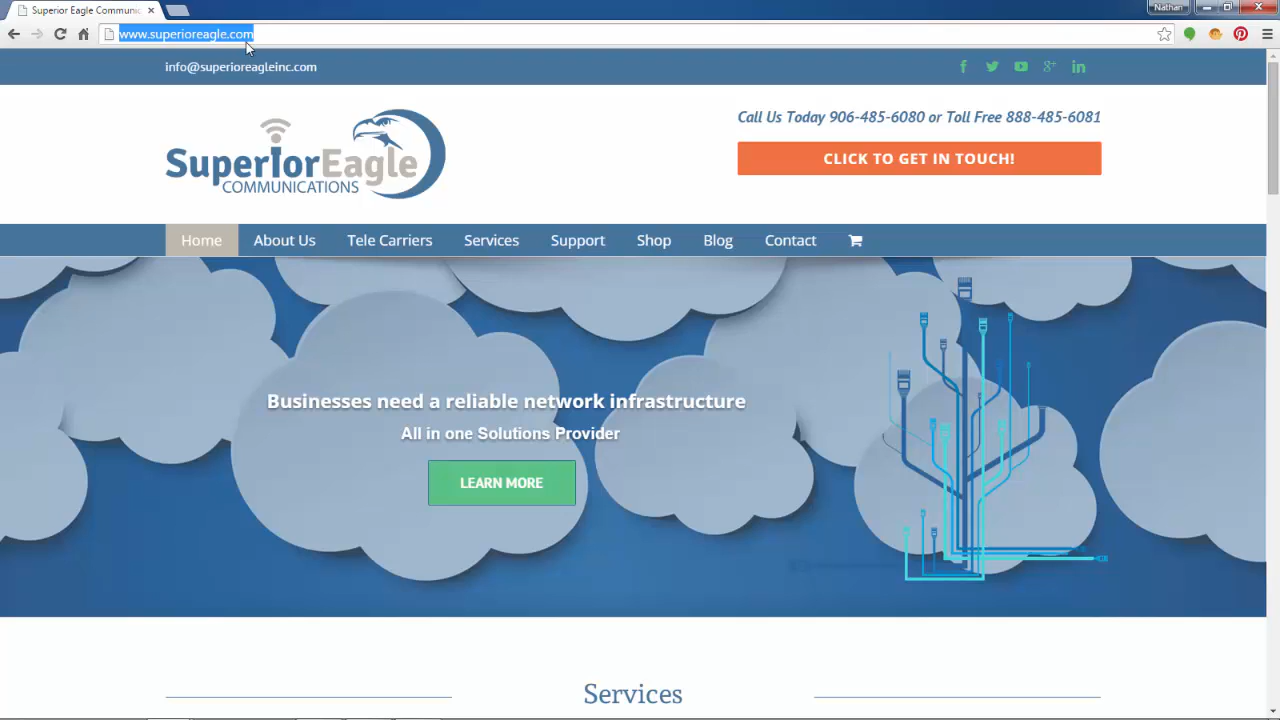 Superior Eagle Communic
Nathan
www.superioreagle.com
info@superioreagleinc.com
Call Us Today 906-485-6080 or Toll Free 888-485-6081
CLICK TO GET IN TOUCH!
SuperiorEagle
COMMUNICATIONS
Home About Us Tele Carriers Services Support Shop Blog Contact
Businesses need a reliable network infrastructure
All in one Solutions Provider
LEARN MORE
Services